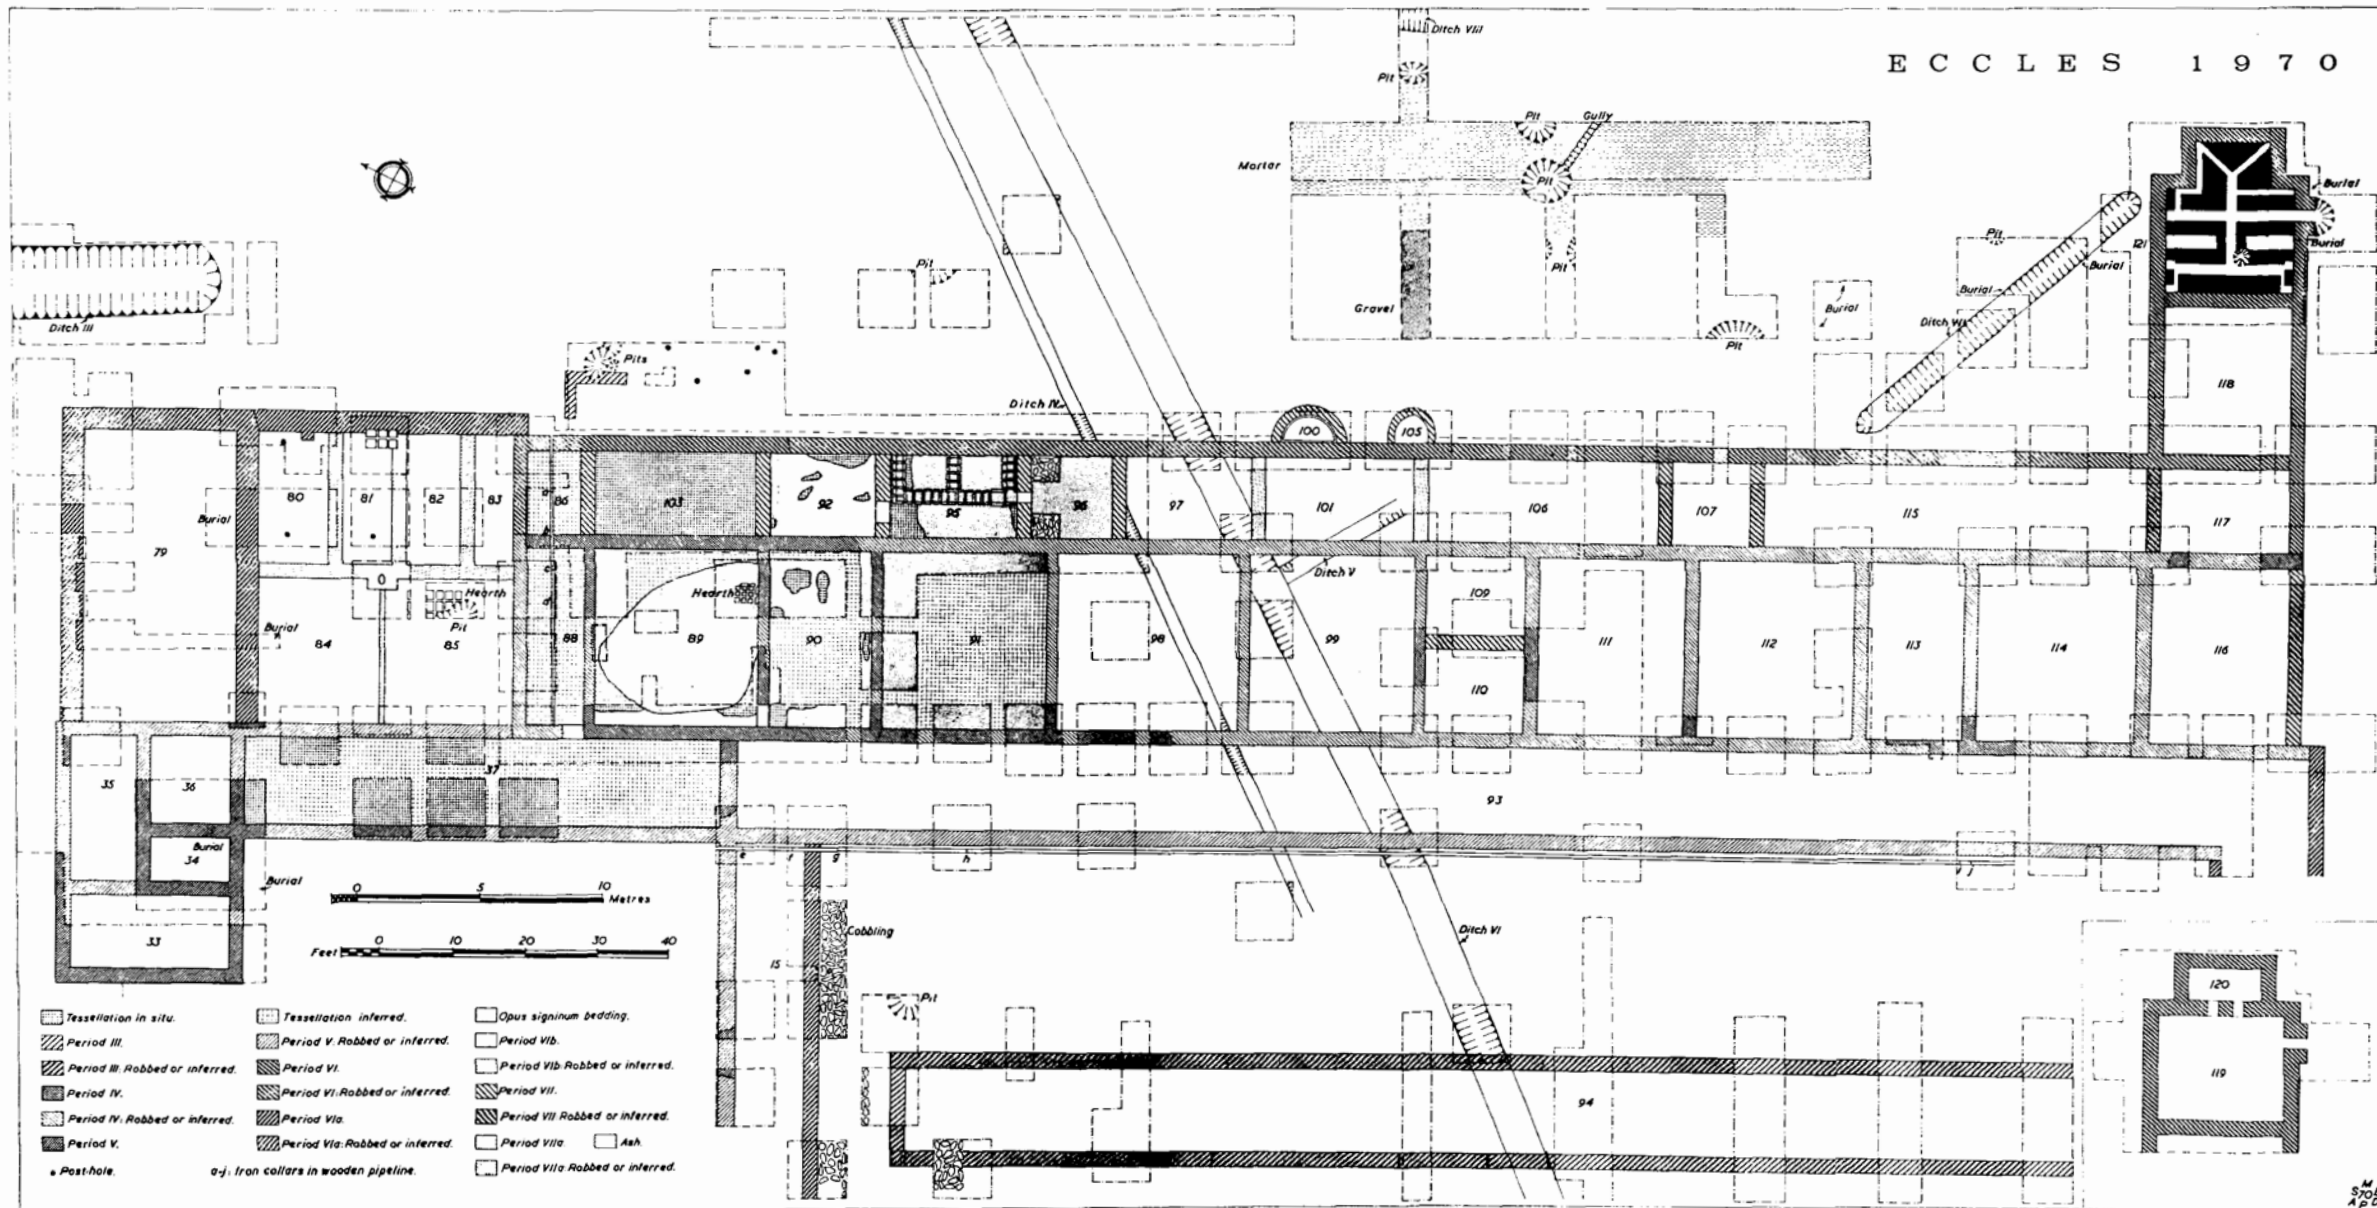 ECCLES 1970
Ditch VIII
Pit
Pit
Gully
Mortar
Pit
Burial
Pit
121
Burial
Pit
Burial
Pit
Burial
Gravel
Burial
Ditch III
Ditch VII
Pit
Pits
118
Ditch IV
100
105
80
81
82
83
a
86
103
92
95
96
97
101
106
107
115
117
Burial
b
79
c
Hearth
d
Hearth
Ditch V
109
Pit
Burial
84
85
88
89
90
91
98
99
110
111
112
113
114
116
37
35
36
93
Burial
34
e
f
g
h
j
Burial
0 5 10
Metres
33
Cobbling
0 10 20 30 40
Feet
Ditch VI
15
Pit
120
119
94
Tessellation in situ.
Period III.
Period III: Robbed or inferred.
Period IV.
Period IV: Robbed or inferred.
Period V.
Post-hole.
Tessellation inferred.
Period V: Robbed or inferred.
Period VI.
Period VI: Robbed or inferred.
Period VIa.
Period VIa: Robbed or inferred.
a-j: Iron collars in wooden pipeline.
Opus signinum bedding.
Period VIb.
Period VIb: Robbed or inferred.
Period VII.
Period VII: Robbed or inferred.
Period VIIa.
Ash.
Period VIIa: Robbed or inferred.